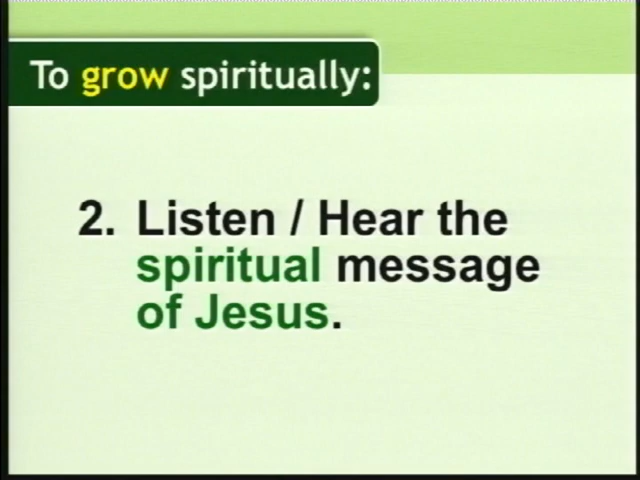 To grow spiritually:
2. Listen / Hear the
spiritual message
of Jesus.